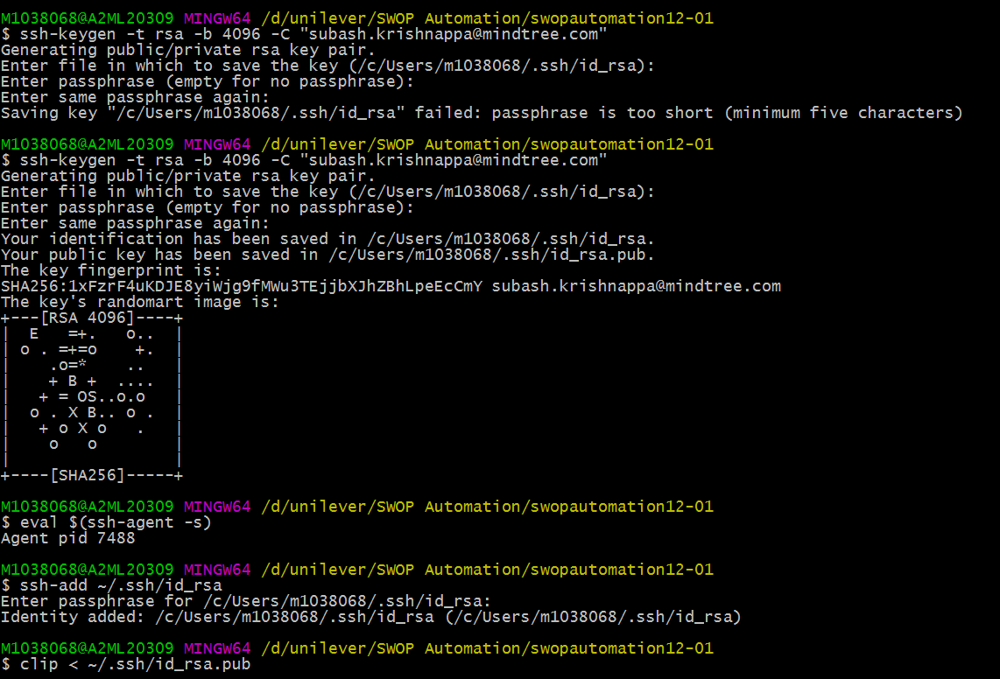 M1038068@A2ML20309 MINGW64 /d/unilever/SWOP Automation/swopautomation12-01
$ ssh-keygen -t rsa -b 4096 -C "subash.krishnappa@mindtree.com"
Generating public/private rsa key pair.
Enter file in which to save the key (/c/Users/m1038068/.ssh/id_rsa):
Enter passphrase (empty for no passphrase):
Enter same passphrase again:
Saving key "/c/Users/m1038068/.ssh/id_rsa" failed: passphrase is too short (minimum five characters)

M1038068@A2ML20309 MINGW64 /d/unilever/SWOP Automation/swopautomation12-01
$ ssh-keygen -t rsa -b 4096 -C "subash.krishnappa@mindtree.com"
Generating public/private rsa key pair.
Enter file in which to save the key (/c/Users/m1038068/.ssh/id_rsa):
Enter passphrase (empty for no passphrase):
Enter same passphrase again:
Your identification has been saved in /c/Users/m1038068/.ssh/id_rsa.
Your public key has been saved in /c/Users/m1038068/.ssh/id_rsa.pub.
The key fingerprint is:
SHA256:1xFzrF4uKDJE8yiWjg9fMWu3TEjjbXJhZBhLpeEcCmY subash.krishnappa@mindtree.com
The key's randomart image is:
+---[RSA 4096]----+
|  E   =+.   o..  |
| o . =+=o    +.  |
|    .o=*    ..   |
|    + B +  ....  |
|   + = OS..o.o   |
|  o . X B.. o .  |
|   + o X o   .   |
|    o   o        |
|                 |
+----[SHA256]-----+

M1038068@A2ML20309 MINGW64 /d/unilever/SWOP Automation/swopautomation12-01
$ eval $(ssh-agent -s)
Agent pid 7488

M1038068@A2ML20309 MINGW64 /d/unilever/SWOP Automation/swopautomation12-01
$ ssh-add ~/.ssh/id_rsa
Enter passphrase for /c/Users/m1038068/.ssh/id_rsa:
Identity added: /c/Users/m1038068/.ssh/id_rsa (/c/Users/m1038068/.ssh/id_rsa)

M1038068@A2ML20309 MINGW64 /d/unilever/SWOP Automation/swopautomation12-01
$ clip < ~/.ssh/id_rsa.pub